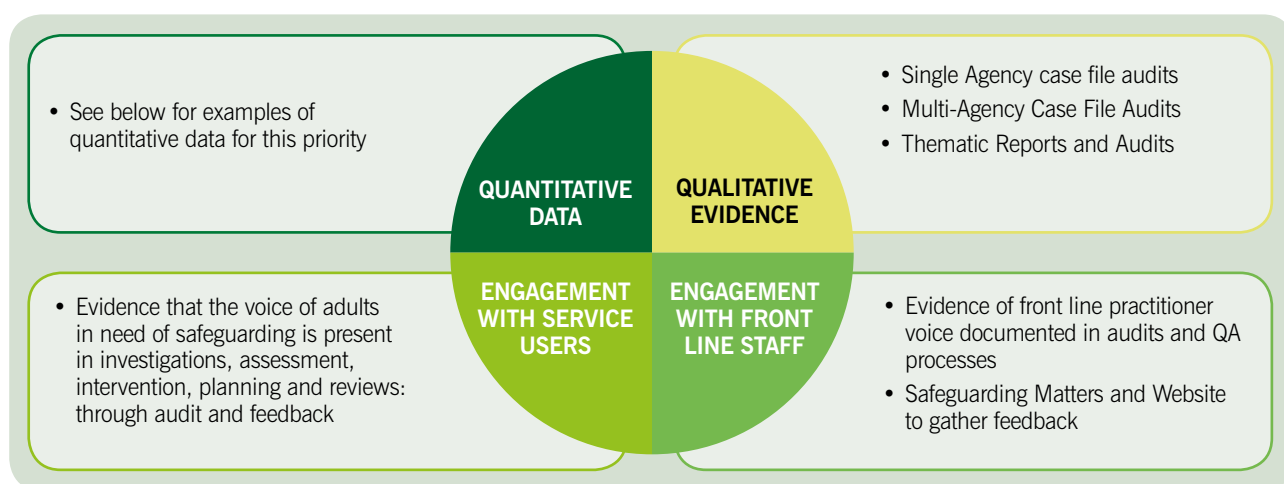 • See below for examples of
quantitative data for this priority
QUANTITATIVE
DATA
QUALITATIVE
EVIDENCE
• Single Agency case file audits
• Multi-Agency Case File Audits
• Thematic Reports and Audits
• Evidence that the voice of adults
in need of safeguarding is present
in investigations, assessment,
intervention, planning and reviews:
through audit and feedback
ENGAGEMENT
WITH SERVICE
USERS
ENGAGEMENT
WITH FRONT
LINE STAFF
• Evidence of front line practitioner
voice documented in audits and QA
processes
• Safeguarding Matters and Website
to gather feedback